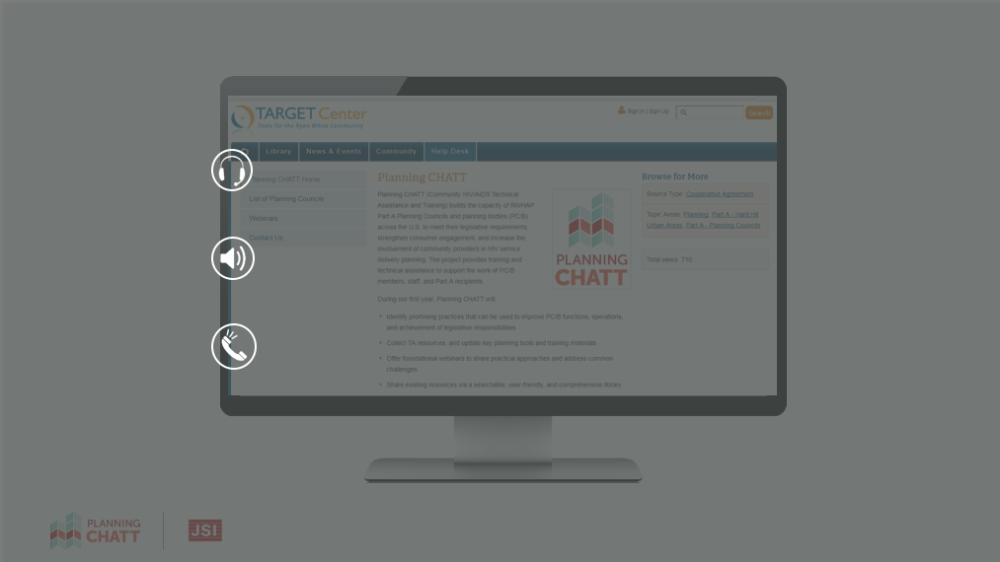 TARGET Center
Tools for the Ryan White Community
Sign In | Sign Up
Search
Library
News & Events
Community
Help Desk
Planning CHATT Home
List of Planning Councils
Webinars
Contact Us
Planning CHATT
Planning CHATT (Community HIV/AIDS Technical
Assistance and Training) builds the capacity of RWHAP
Part A Planning Councils and planning bodies (PC/B)
across the U.S. to meet their legislative requirements,
strengthen consumer engagement, and increase the
involvement of community providers in HIV service
delivery planning. The project provides training and
technical assistance to support the work of PC/B
members, staff, and Part A recipients.
During our first year, Planning CHATT will:
Identify promising practices that can be used to improve PC/B functions, operations,
and achievement of legislative responsibilities
Collect TA resources, and update key planning tools and training materials
Offer foundational webinars to share practical approaches and address common
challenges
Share existing resources via a searchable, user-friendly, and comprehensive library
PLANNING
CHATT
Browse for More
Source Type: Cooperative Agreement
Topic Areas: Planning, Part A - Hard Hit
Urban Areas, Part A - Planning Councils
Total views: 710
PLANNING
CHATT
JSI